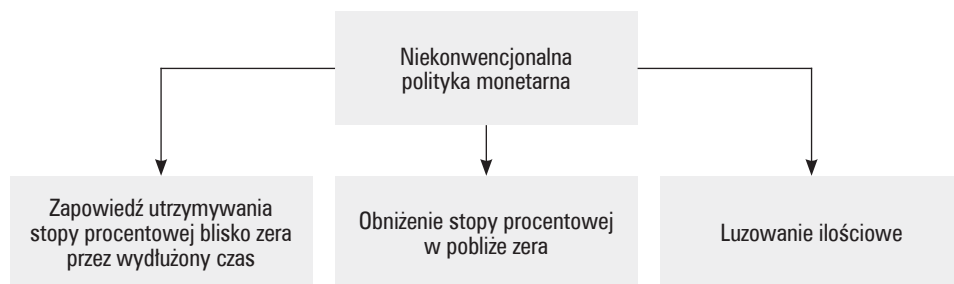 Niekonwencjonalna
polityka monetarna
Zapowiedź utrzymywania
stopy procentowej blisko zera
przez wydłużony czas
Obniżenie stopy procentowej
w pobliże zera
Luzowanie ilościowe